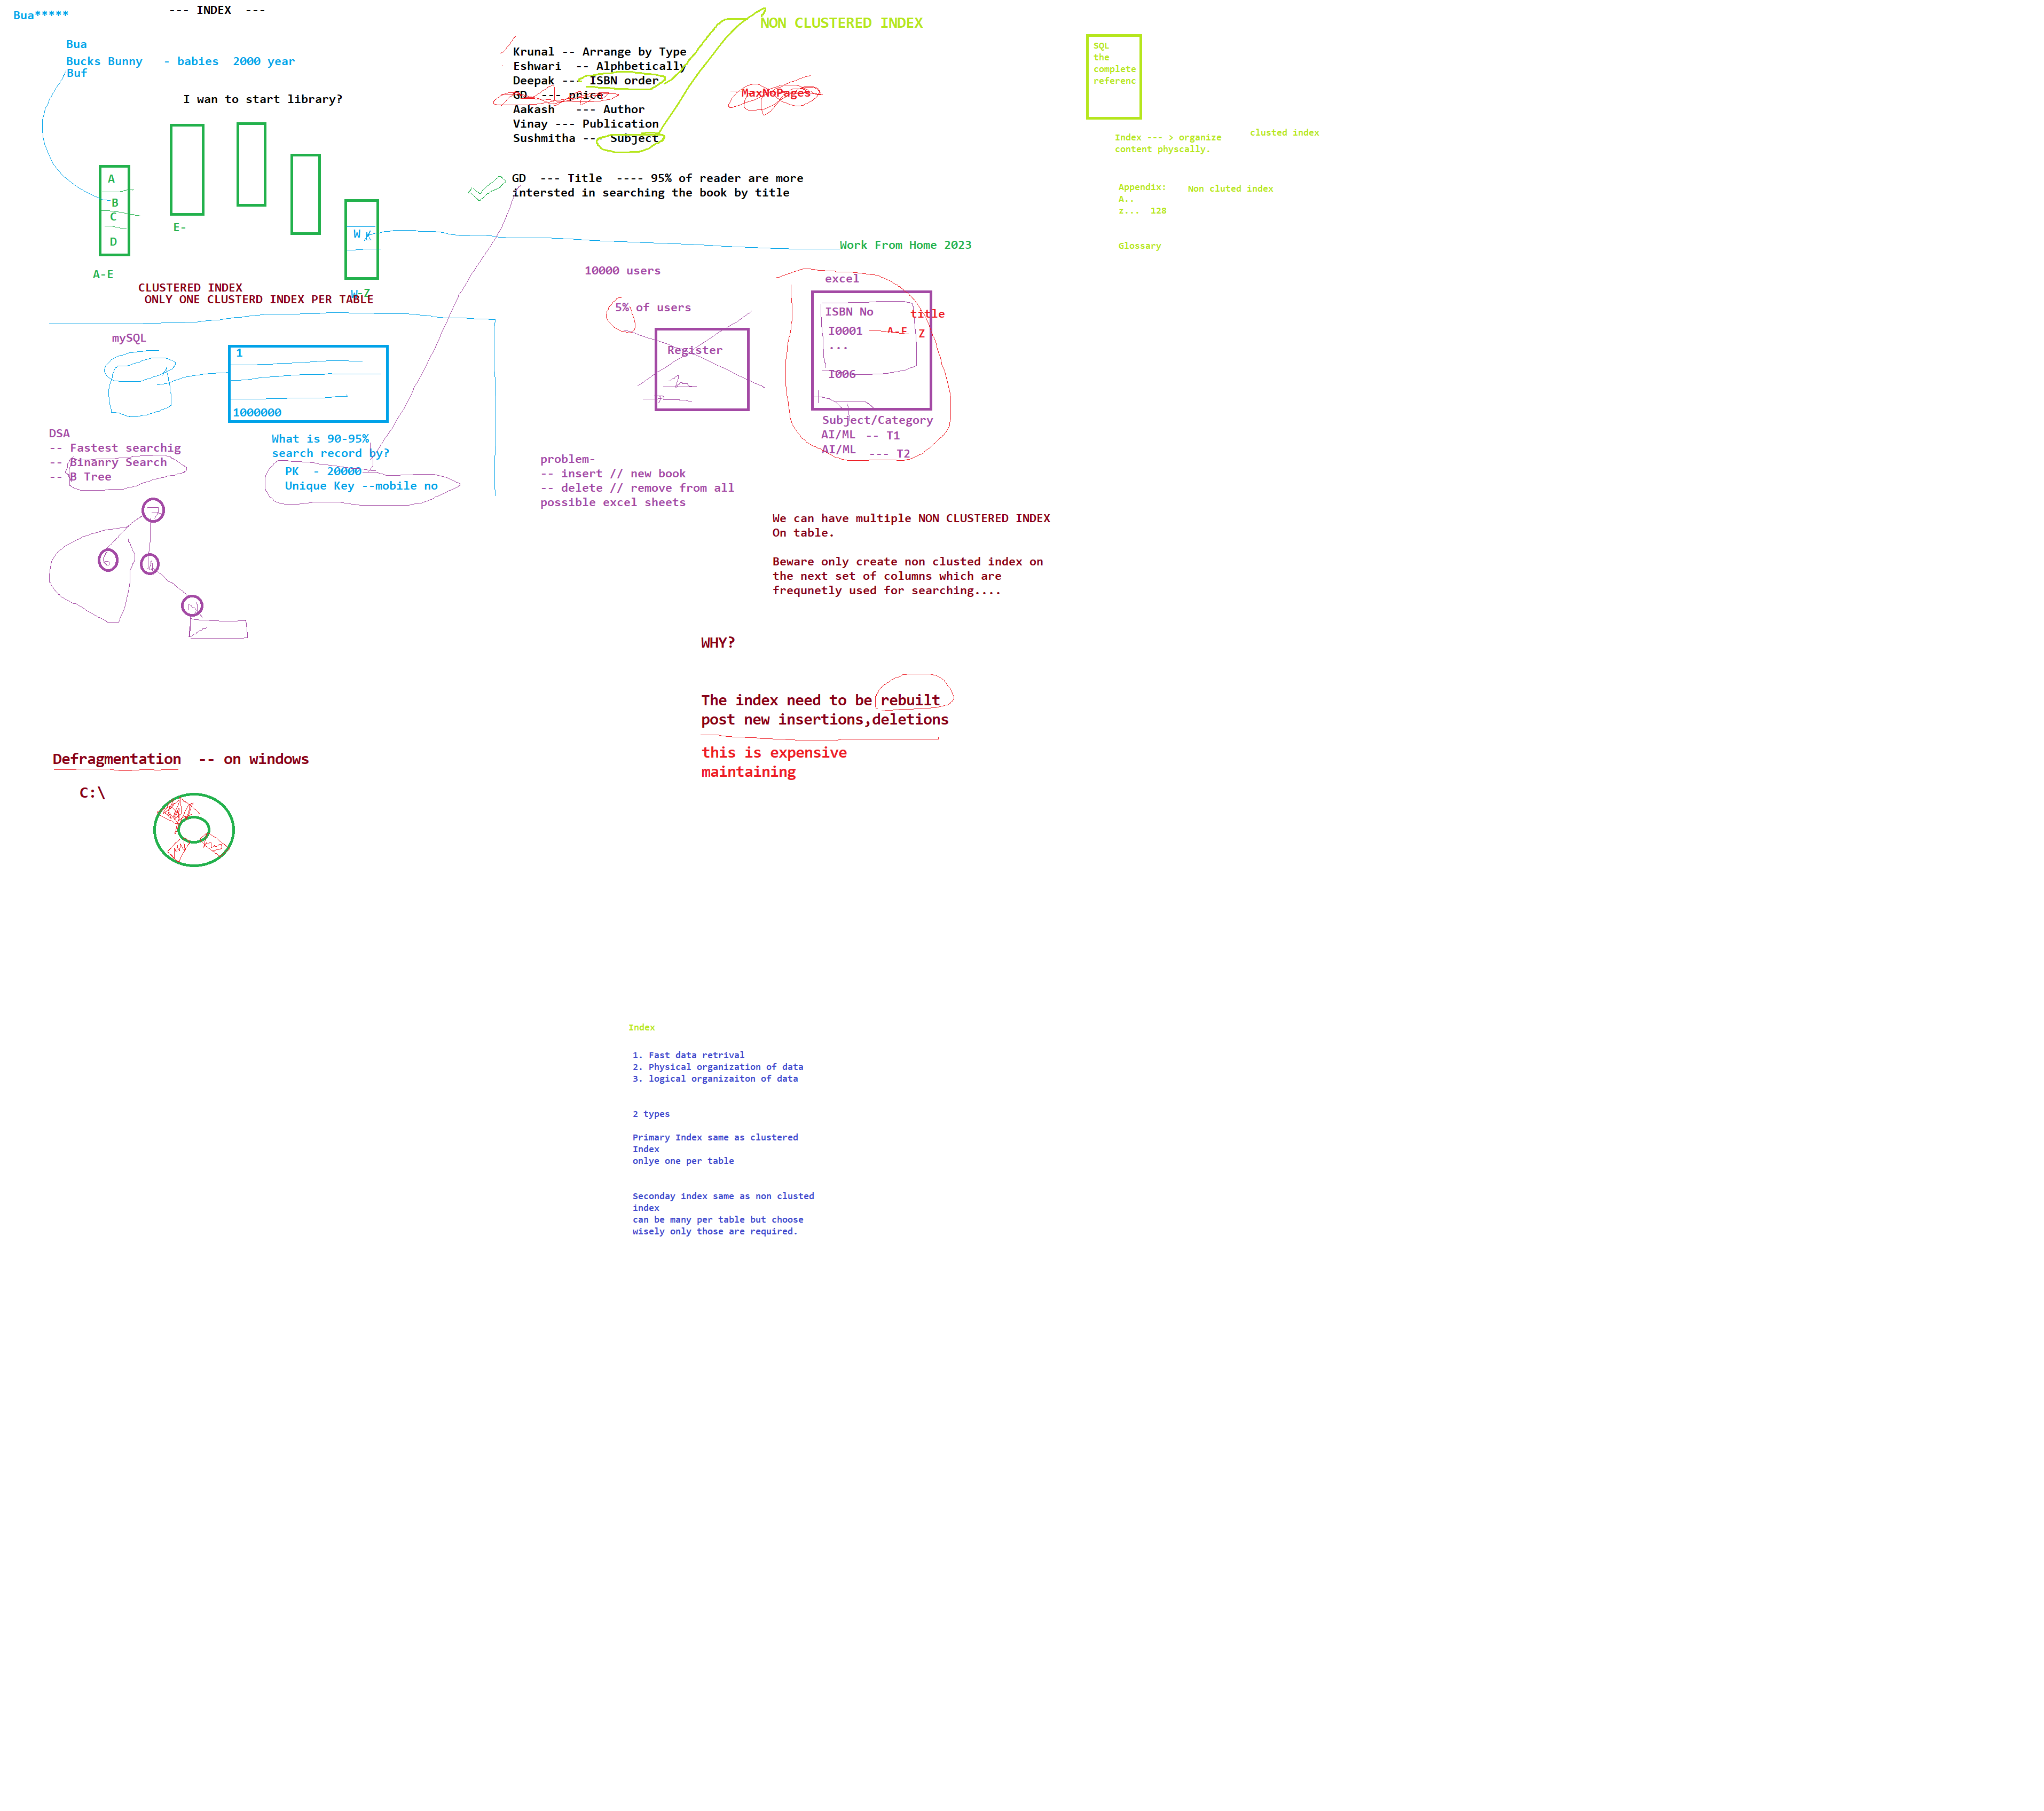 Bua*****
--- INDEX  ---
Bua
Bucks Bunny   - babies  2000 year
Buf
I wan to start library?
A
B
C
D
A-E
E-
W
W-Z
CLUSTERED INDEX
ONLY ONE CLUSTERD INDEX PER TABLE
Krunal -- Arrange by Type
Eshwari  -- Alphbetically
Deepak --- ISBN order
GD  --- price
Aakash   --- Author
Vinay --- Publication
Sushmitha --- Subject
NON CLUSTERED INDEX
MaxNoPages
GD  --- Title  ---- 95% of reader are more
intersted in searching the book by title
Work From Home 2023
SQL
the
complete
referenc
Index --- > organize
content physcally.
clusted index
Appendix:
A..
z...  128
Non cluted index
Glossary
mySQL
1
1000000
What is 90-95%
search record by?
PK  - 20000
Unique Key --mobile no
DSA
-- Fastest searchig
-- Binanry Search
-- B Tree
10000 users
5% of users
Register
excel
ISBN No
title
I0001
A-E
Z
...
I006
Subject/Category
AI/ML  -- T1
AI/ML  --- T2
problem-
-- insert // new book
-- delete // remove from all
possible excel sheets
We can have multiple NON CLUSTERED INDEX
On table.
Beware only create non clusted index on
the next set of columns which are
frequnetly used for searching....
WHY?
The index need to be rebuilt
post new insertions,deletions
this is expensive
maintaining
Defragmentation  -- on windows
C:\
Index
1. Fast data retrival
2. Physical organization of data
3. logical organizaiton of data
2 types
Primary Index same as clustered
Index
onlye one per table
Seconday index same as non clusted
index
can be many per table but choose
wisely only those are required.